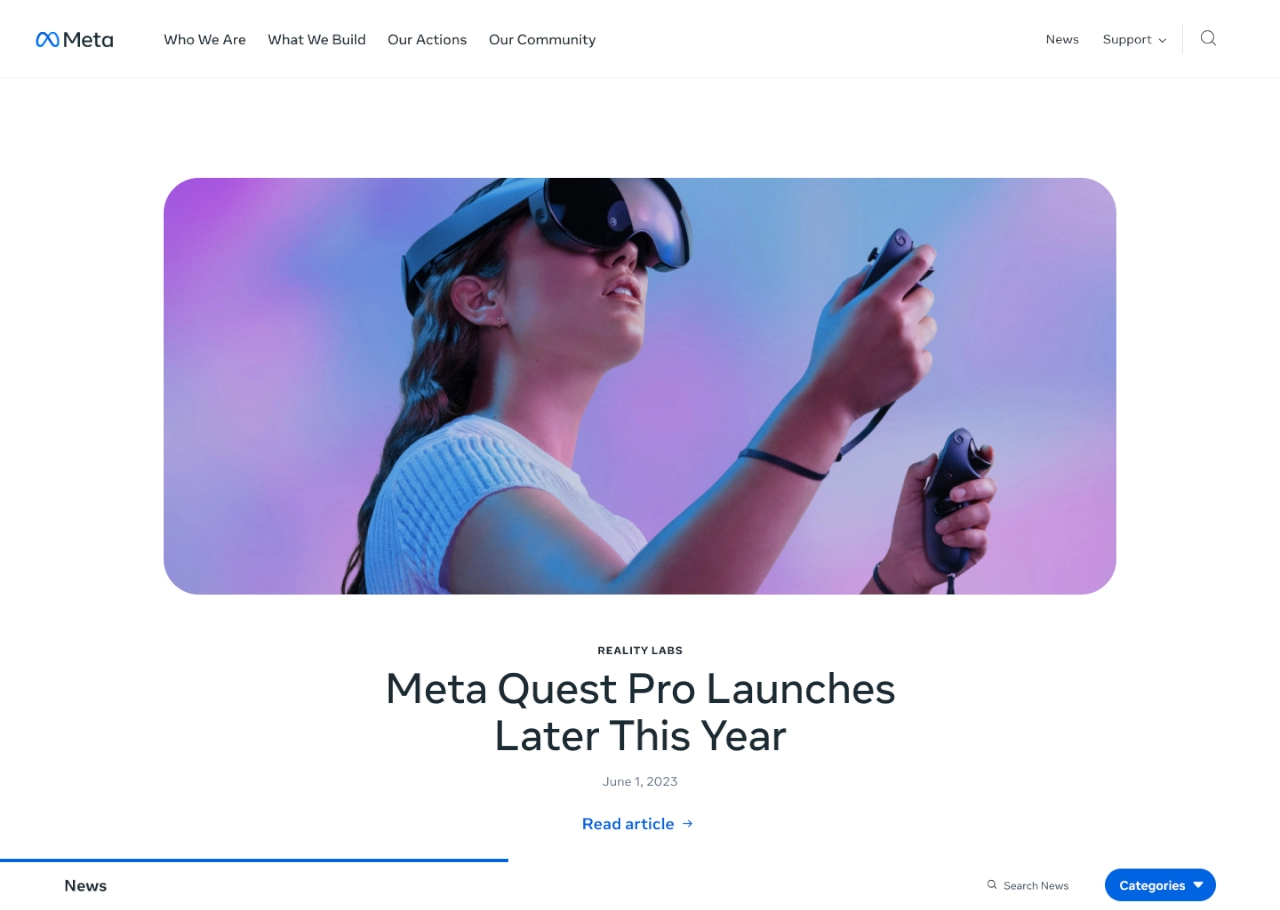 Meta
Who We Are
What We Build
Our Actions
Our Community
News
Support
REALITY LABS
Meta Quest Pro Launches
Later This Year
June 1, 2023
Read article →
News
Search News
Categories